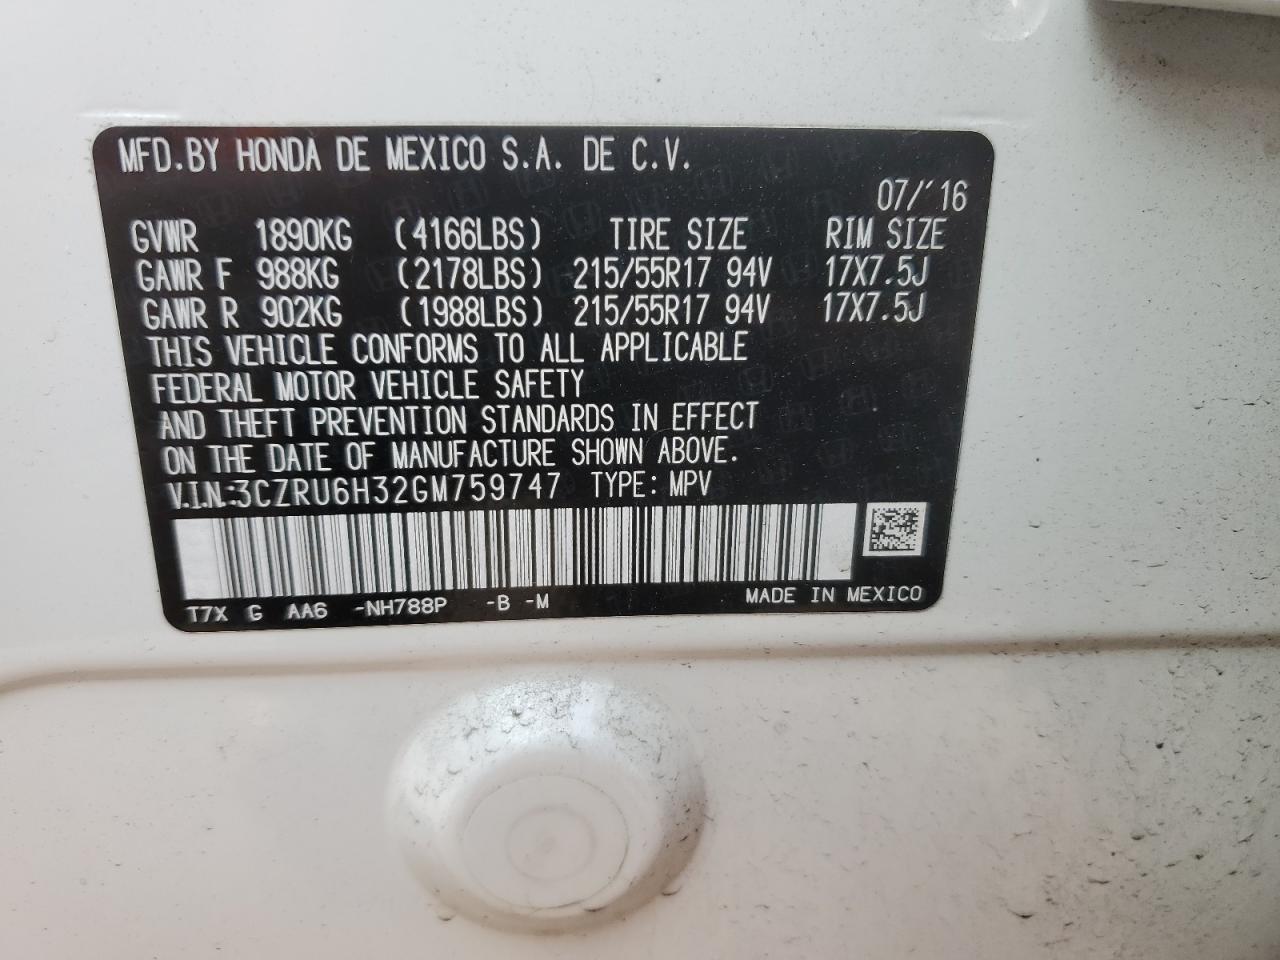 MFD.BY HONDA DE MEXICO S.A. DE C.V.
07/'16
GVWR 1890KG (4166LBS) TIRE SIZE RIM SIZE
GAWR F 988KG (2178LBS) 215/55R17 94V 17X7.5J
GAWR R 902KG (1988LBS) 215/55R17 94V 17X7.5J
THIS VEHICLE CONFORMS TO ALL APPLICABLE
FEDERAL MOTOR VEHICLE SAFETY
AND THEFT PREVENTION STANDARDS IN EFFECT
ON THE DATE OF MANUFACTURE SHOWN ABOVE.
V.I.N.:3CZRU6H32GM759747 TYPE: MPV
T7X G AA6 -NH788P -B -M MADE IN MEXICO